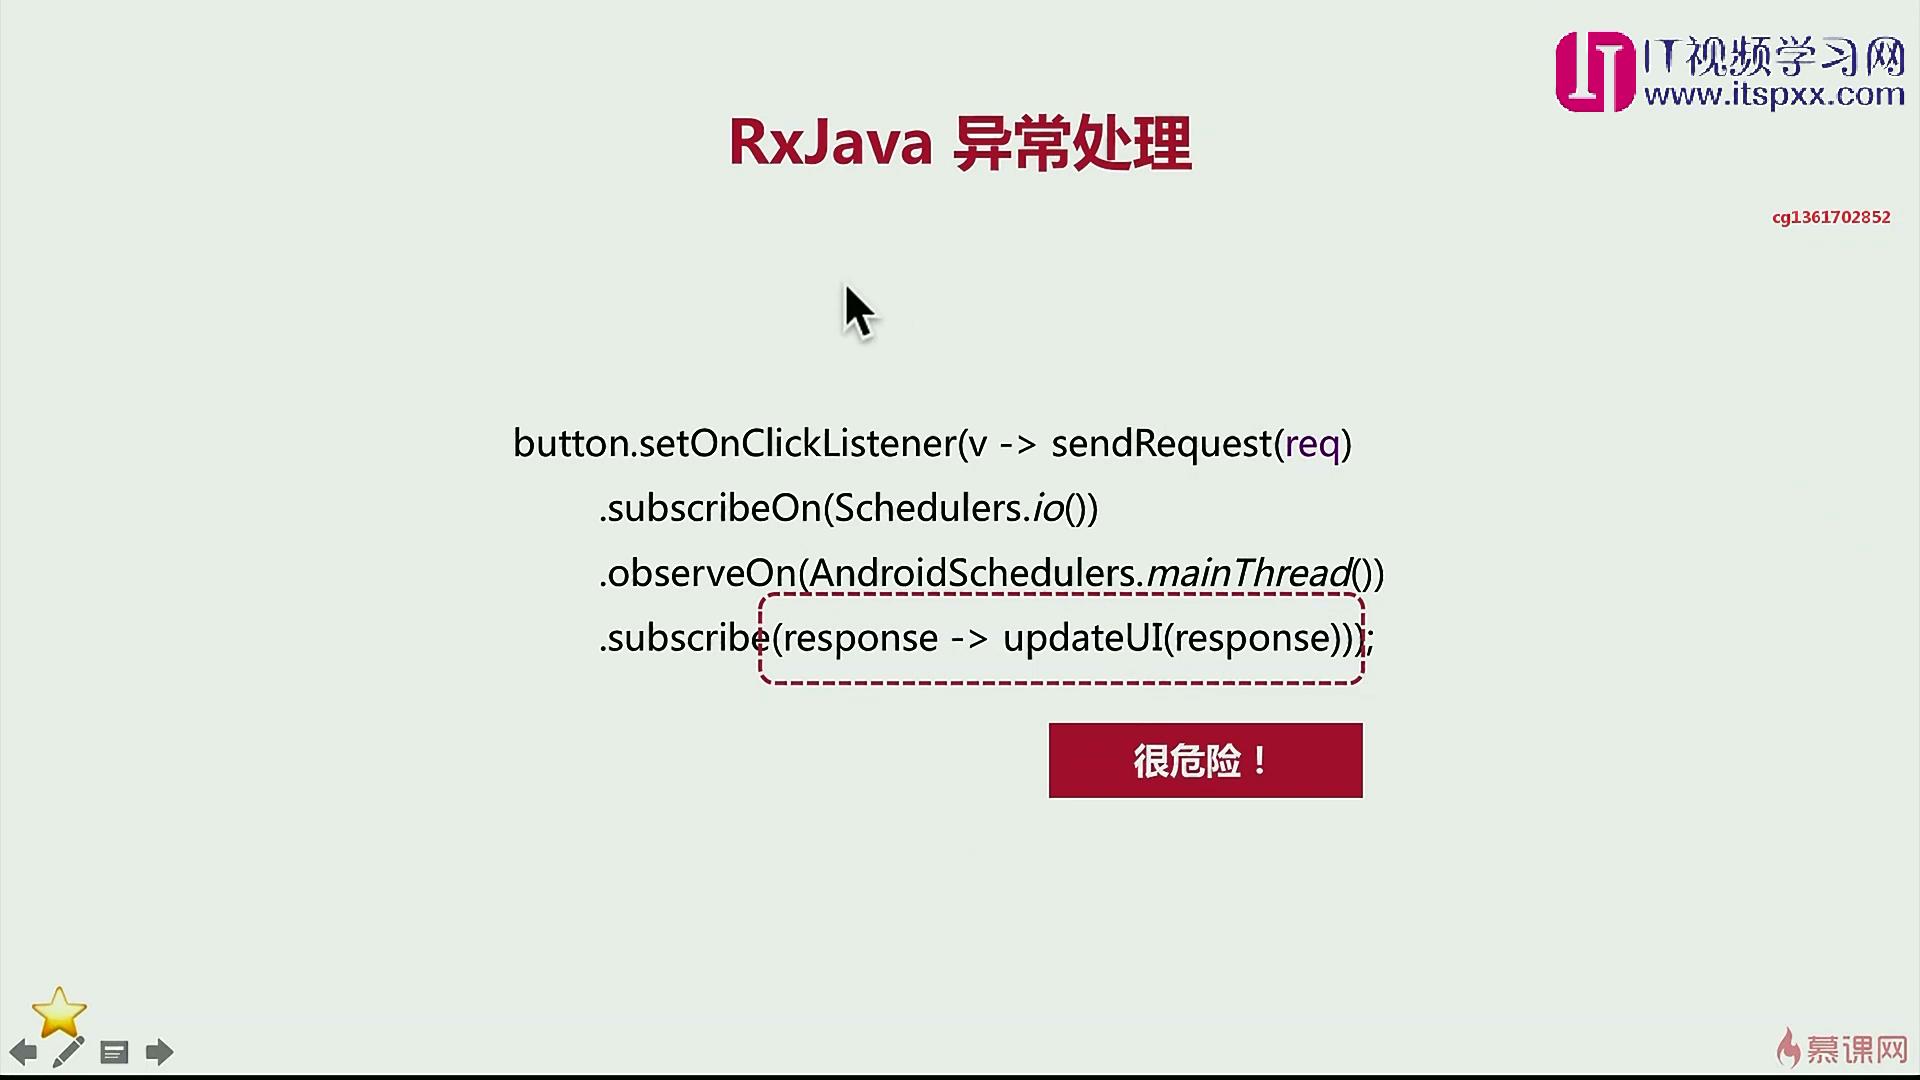 IT视频学习网
www.itspxx.com
RxJava 异常处理
cg1361702852
button.setOnClickListener(v -> sendRequest(req)
.subscribeOn(Schedulers.io())
.observeOn(AndroidSchedulers.mainThread())
.subscribe(response -> updateUI(response)));
很危险！
慕课网